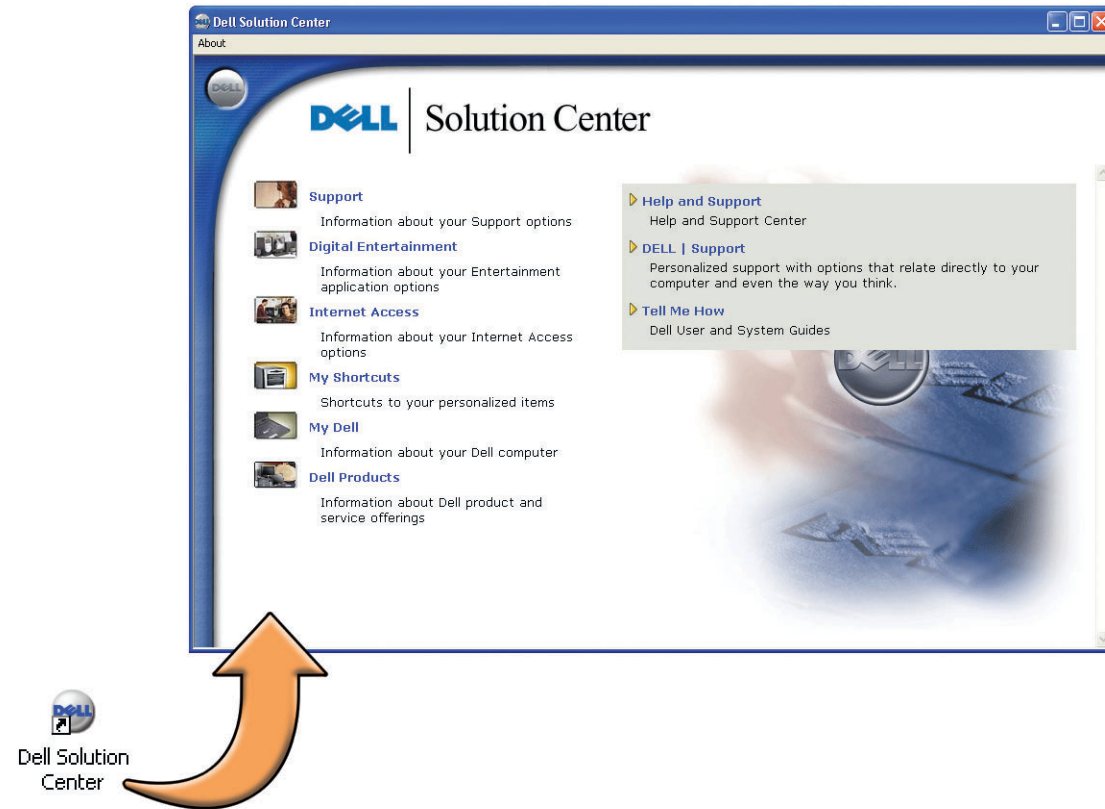 Dell Solution Center
About
DELL
DELL | Solution Center
Support
Information about your Support options
Digital Entertainment
Information about your Entertainment
application options
Internet Access
Information about your Internet Access
options
My Shortcuts
Shortcuts to your personalized items
My Dell
Information about your Dell computer
Dell Products
Information about Dell product and
service offerings
Help and Support
Help and Support Center
DELL | Support
Personalized support with options that relate directly to your
computer and even the way you think.
Tell Me How
Dell User and System Guides
DELL
DELL
Dell Solution
Center